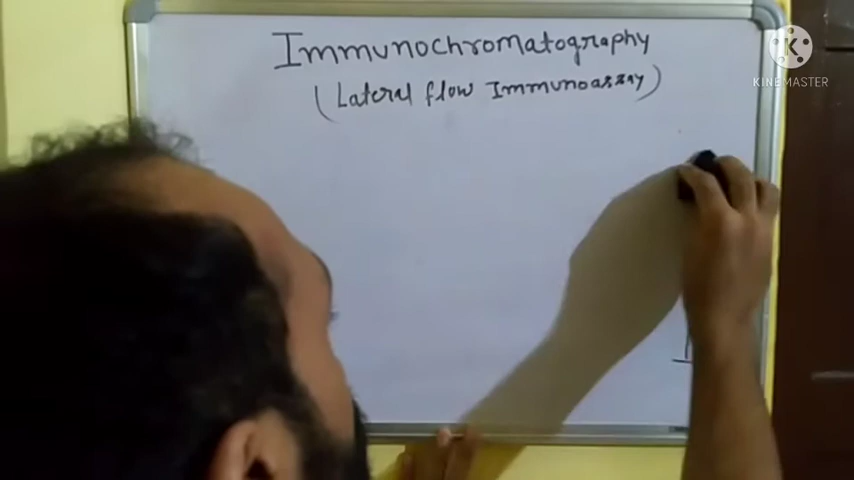 Immunochromatography
(Lateral flow Immunoassay)
K
KINEMASTER